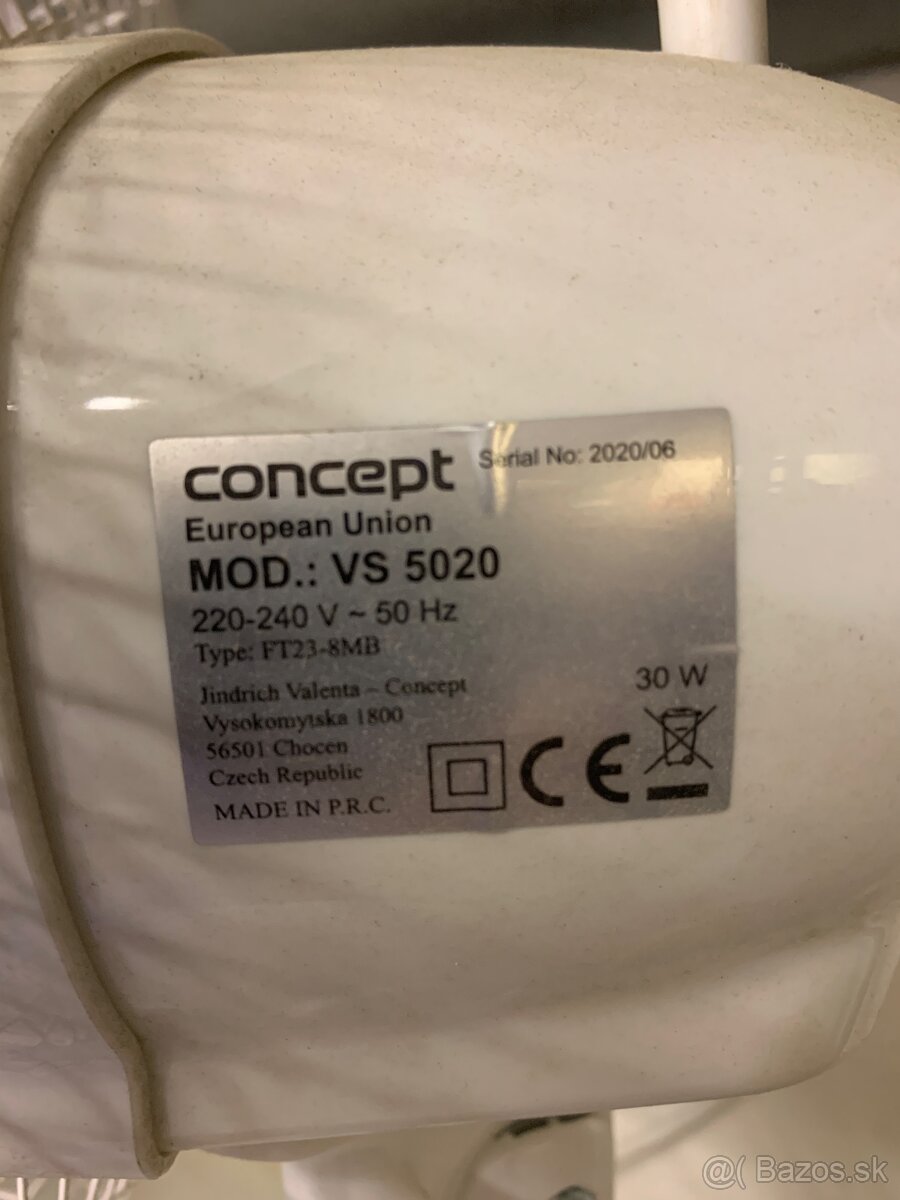 concept
Serial No: 2020/06
European Union
MOD.: VS 5020
220-240 V ~ 50 Hz
Type: FT23-8MB
30 W
Jindrich Valenta – Concept
Vysokomytska 1800
56501 Chocen
Czech Republic
MADE IN P.R.C.
CE
@( Bazos.sk